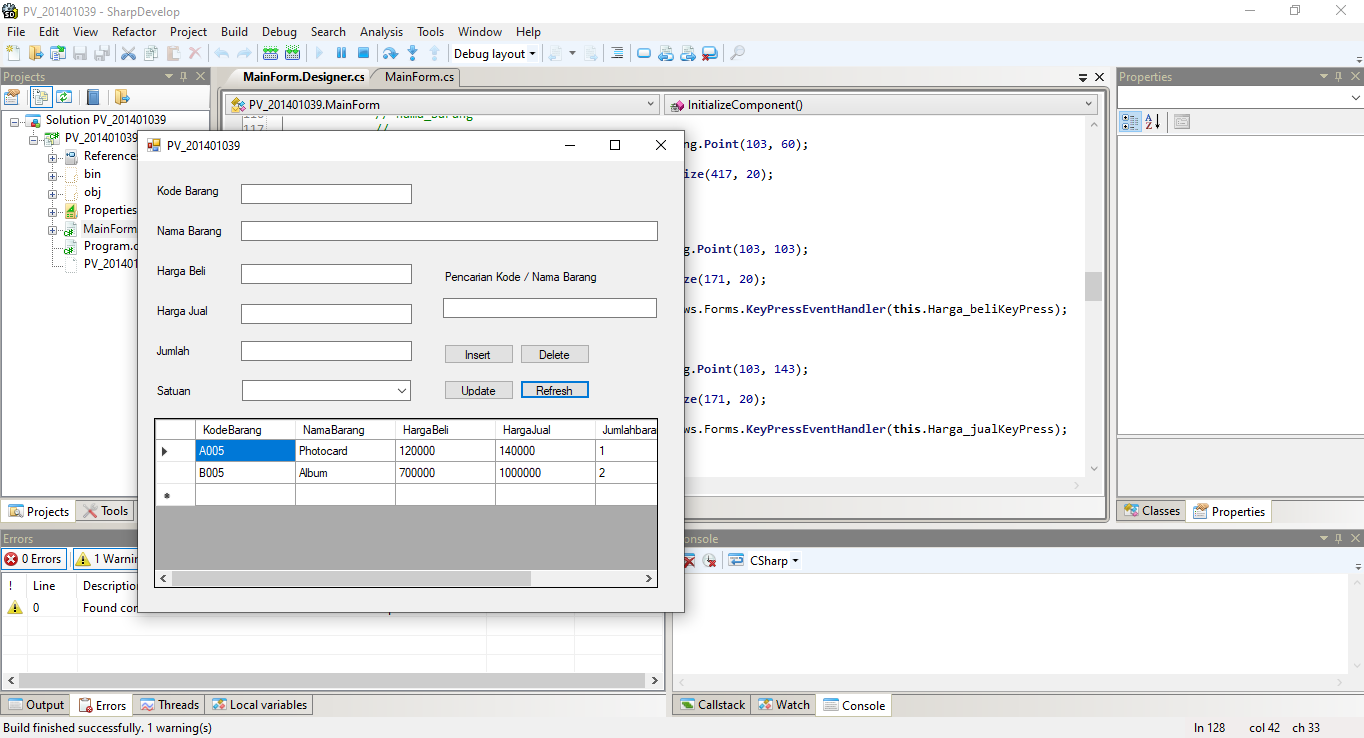 PV_201401039 - SharpDevelop
File Edit View Refactor Project Build Debug Search Analysis Tools Window Help
Debug layout
Projects
MainForm.Designer.cs MainForm.cs
Properties
PV_201401039.MainForm
InitializeComponent()
Solution PV_201401039
PV_201401039
References
bin
obj
Properties
MainForm
Program.c
PV_201401
117 //
ng.Point(103, 60);
ize(417, 20);
g.Point(103, 103);
ze(171, 20);
ws.Forms.KeyPressEventHandler(this.Harga_beliKeyPress);
g.Point(103, 143);
ze(171, 20);
ws.Forms.KeyPressEventHandler(this.Harga_jualKeyPress);
PV_201401039
Kode Barang
Nama Barang
Harga Beli
Pencarian Kode / Nama Barang
Harga Jual
Jumlah
Insert Delete
Satuan
Update Refresh
KodeBarang NamaBarang HargaBeli HargaJual Jumlahbara
A005 Photocard 120000 140000 1
B005 Album 700000 1000000 2
*
Projects Tools
Classes Properties
Errors
0 Errors 1 Warnin
! Line Description
0 Found con
Output Errors Threads Local variables
onsole
CSharp
Callstack Watch Console
Build finished successfully. 1 warning(s)
ln 128 col 42 ch 33